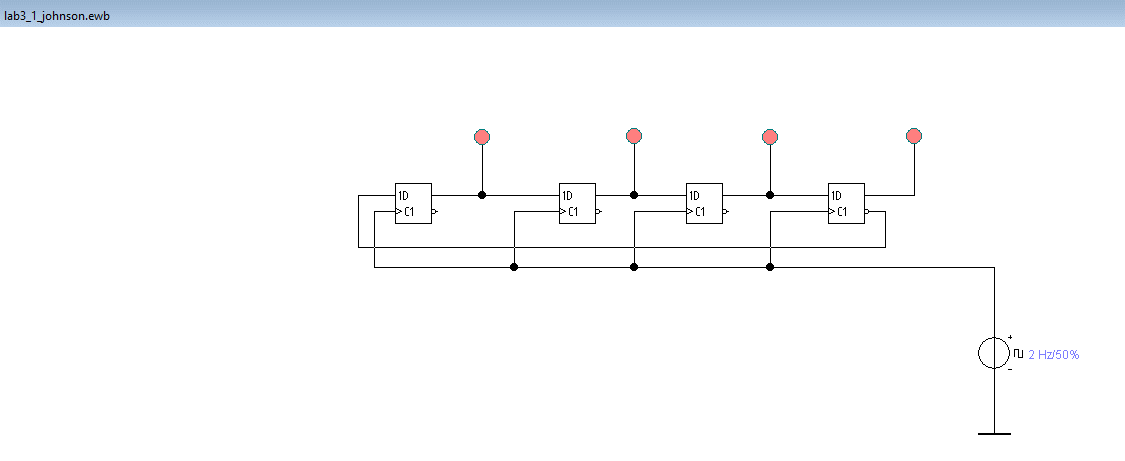 lab3_1_johnson.ewb
1D 1D 1D 1D
C1 C1 C1 C1
+
2 Hz/50%
-